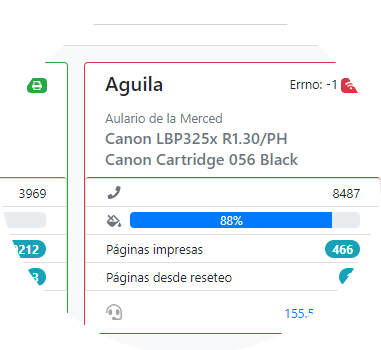 Aguila
Errno: -1
Aulario de la Merced
Canon LBP325x R1.30/PH
Canon Cartridge 056 Black
3969
8487
88%
Páginas impresas
466
Páginas desde reseteo